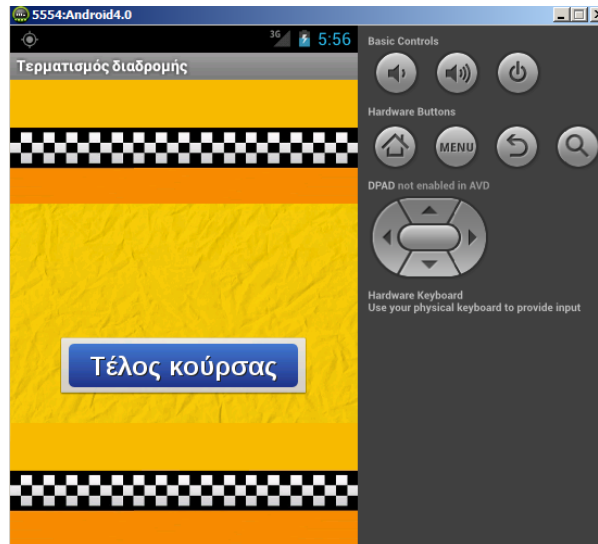 5554:Android4.0
3G 5:56
Τερματισμός διαδρομής
Τέλος κούρσας
Basic Controls
Hardware Buttons
MENU
DPAD not enabled in AVD
Hardware Keyboard
Use your physical keyboard to provide input